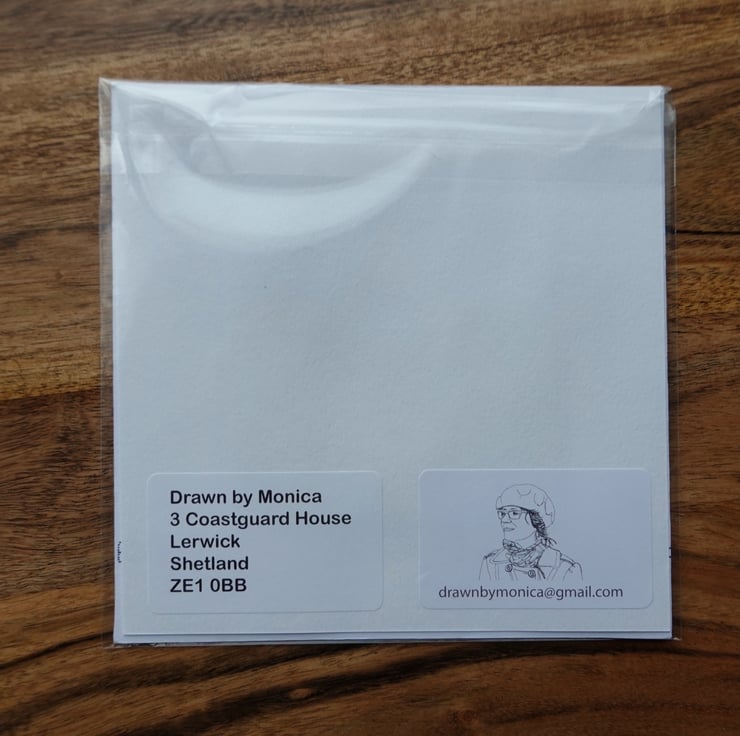 Drawn by Monica
3 Coastguard House
Lerwick
Shetland
ZE1 0BB
drawnbymonica@gmail.com